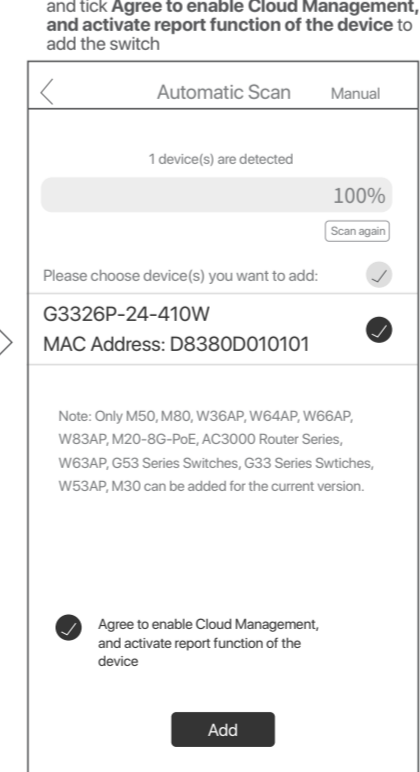 and tick Agree to enable Cloud Management,
and activate report function of the device to
add the switch
Automatic Scan Manual
1 device(s) are detected
100%
Scan again
Please choose device(s) you want to add:
G3326P-24-410W
MAC Address: D8380D010101
Note: Only M50, M80, W36AP, W64AP, W66AP,
W83AP, M20-8G-PoE, AC3000 Router Series,
W63AP, G53 Series Switches, G33 Series Swtiches,
W53AP, M30 can be added for the current version.
Agree to enable Cloud Management,
and activate report function of the
device
Add